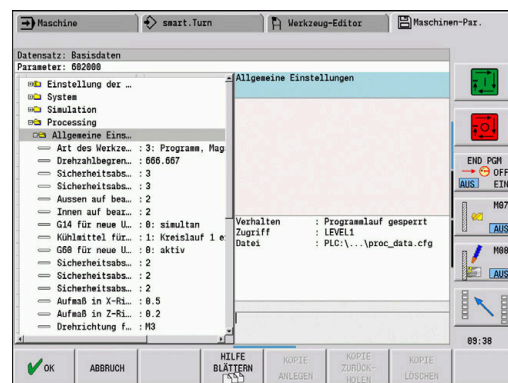 Maschine
smart.Turn
Werkzeug-Editor
Maschinen-Par.
Datensatz: Basisdaten
Parameter: 602000
Einstellung der …
System
Simulation
Processing
Allgemeine Eins…
Art des Werkze… : 3: Programm, Mag
Drehzahlbegren… : 666.667
Sicherheitsabs… : 3
Sicherheitsabs… : 3
Aussen auf bea… : 2
Innen auf bear… : 2
G14 für neue U… : 0: simultan
Kühlmittel für… : 1: Kreislauf 1 e
G60 für neue U… : 0: aktiv
Sicherheitsabs… : 2
Sicherheitsabs… : 2
Aufmaß in X-Ri… : 0.5
Aufmaß in Z-Ri… : 0.2
Drehrichtung f… : M3
Allgemeine Einstellungen
Verhalten : Programmlauf gesperrt
Zugriff : LEVEL1
Datei : PLC:\...\proc_data.cfg
END PGM
OFF
AUS EIN
M07
AUS
M08
AUS
09:38
OK
ABBRUCH
HILFE
BLÄTTERN
KOPIE
ANLEGEN
KOPIE
ZURÜCK-
HOLEN
KOPIE
LÖSCHEN